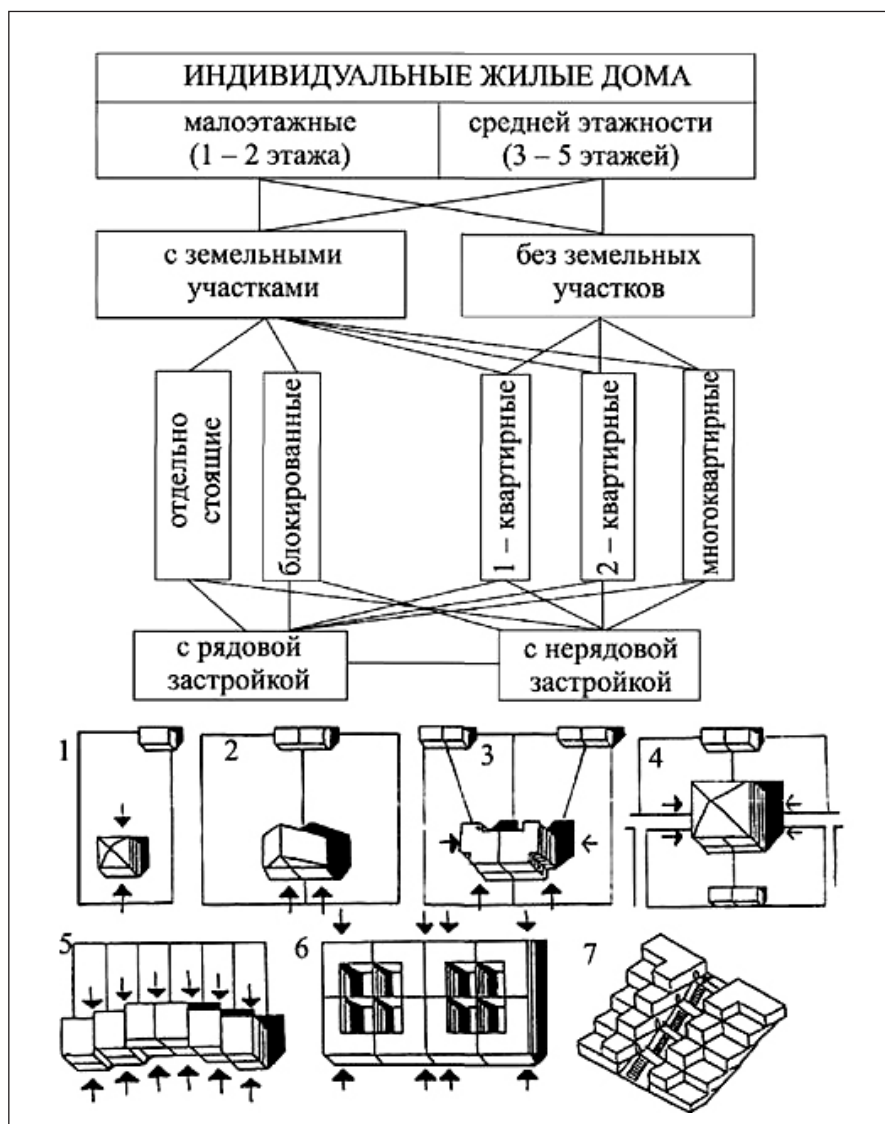 ИНДИВИДУАЛЬНЫЕ ЖИЛЫЕ ДОМА
малоэтажные
(1 – 2 этажа)
средней этажности
(3 – 5 этажей)
с земельными
участками
без земельных
участков
отдельно
стоящие
блокированные
1 – квартирные
2 – квартирные
многоквартирные
с рядовой
застройкой
с нерядовой
застройкой
1
2
3
4
5
6
7